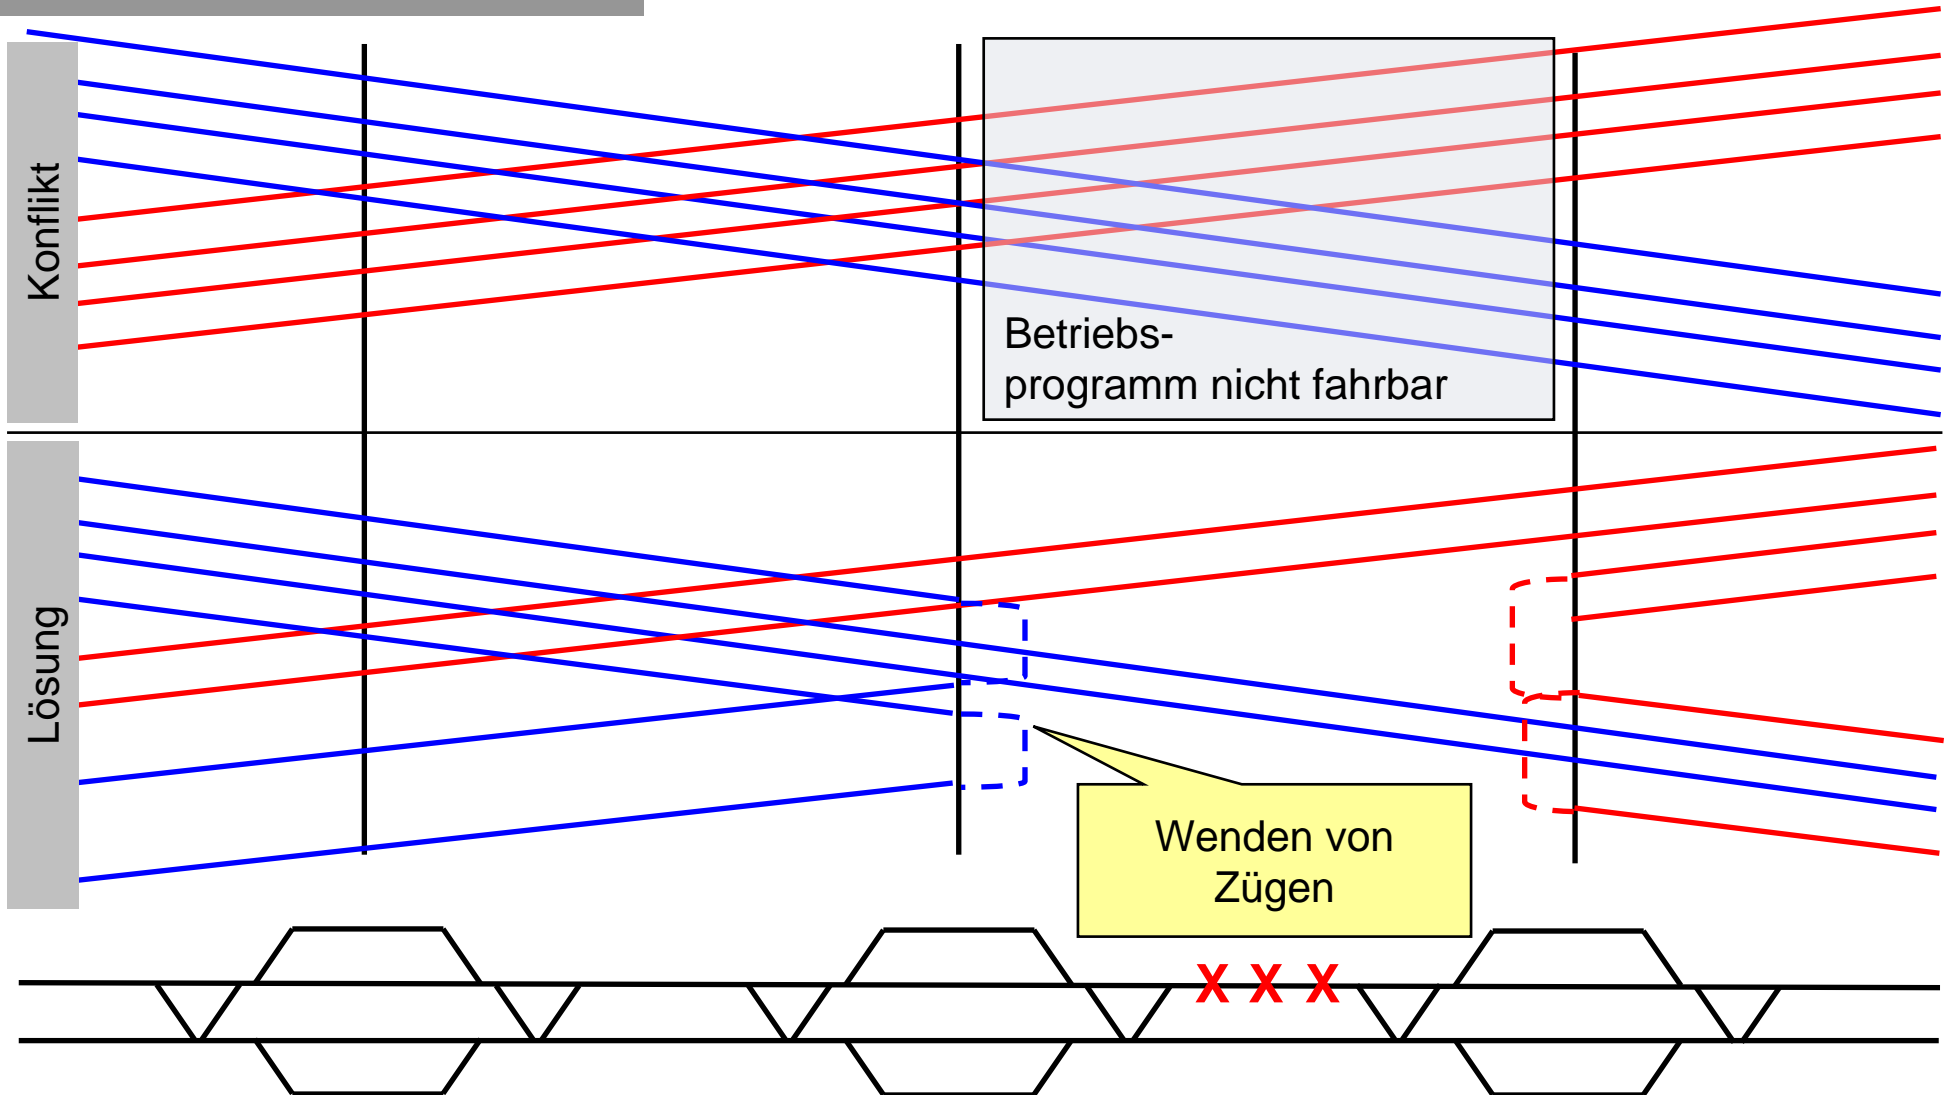 Konflikt
Betriebs-
programm nicht fahrbar
Lösung
Wenden von
Zügen
X X X